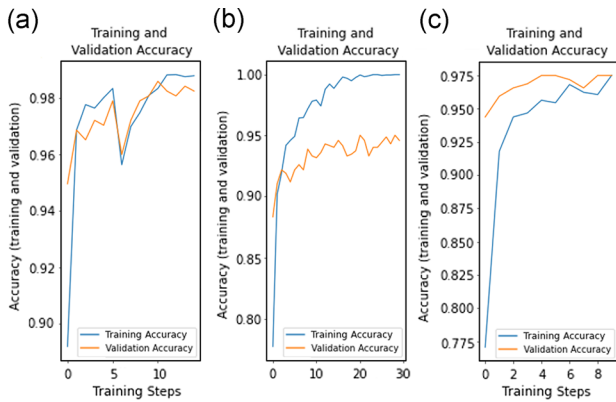 (a)
Training and
Validation Accuracy
Accuracy (training and validation)
0.98
0.96
0.94
0.92
0.90
Training Accuracy
Validation Accuracy
0
5
10
Training Steps
(b)
Training and
Validation Accuracy
Accuracy (training and validation)
1.00
0.95
0.90
0.85
0.80
Training Accuracy
Validation Accuracy
0
10
20
30
(c)
Training and
Validation Accuracy
Accuracy (training and validation)
0.975
0.950
0.925
0.900
0.875
0.850
0.825
0.800
0.775
Training Accuracy
Validation Accuracy
0
2
4
6
8
Training Steps